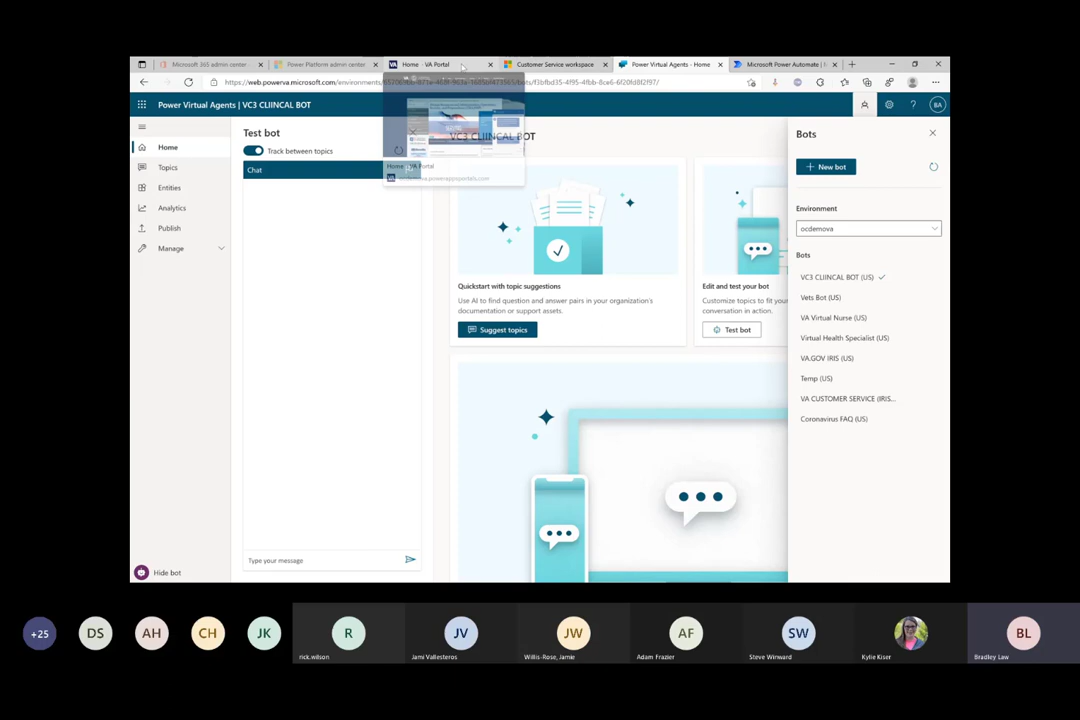 Microsoft 365 admin center -
Power Platform admin center
VA Home - VA Portal
Customer Service workspace
Power Virtual Agents - Home
Microsoft Power Automate |
Power Virtual Agents | VC3 CLIINCAL BOT
BA
Home
Topics
Entities
Analytics
Publish
Manage
Hide bot
Test bot
Track between topics
Chat
Type your message
VC3 CLIINCAL BOT
Home - VA Portal
VA
Quickstart with topic suggestions
Use AI to find question and answer pairs in your organization's
documentation or support assets.
Suggest topics
Edit and test your bot
Customize topics to fit your
conversation in action.
Test bot
Bots
+ New bot
Environment
ocdemova
Bots
VC3 CLIINCAL BOT (US)
Vets Bot (US)
VA Virtual Nurse (US)
Virtual Health Specialist (US)
VA.GOV IRIS (US)
Temp (US)
VA CUSTOMER SERVICE (IRIS...
Coronavirus FAQ (US)
+25
DS
AH
CH
JK
R
rick.wilson
JV
Jami Vallesteros
JW
Willis-Rose, Jamie
AF
Adam Frazier
SW
Steve Winward
Kylie Kiser
BL
Bradley Law